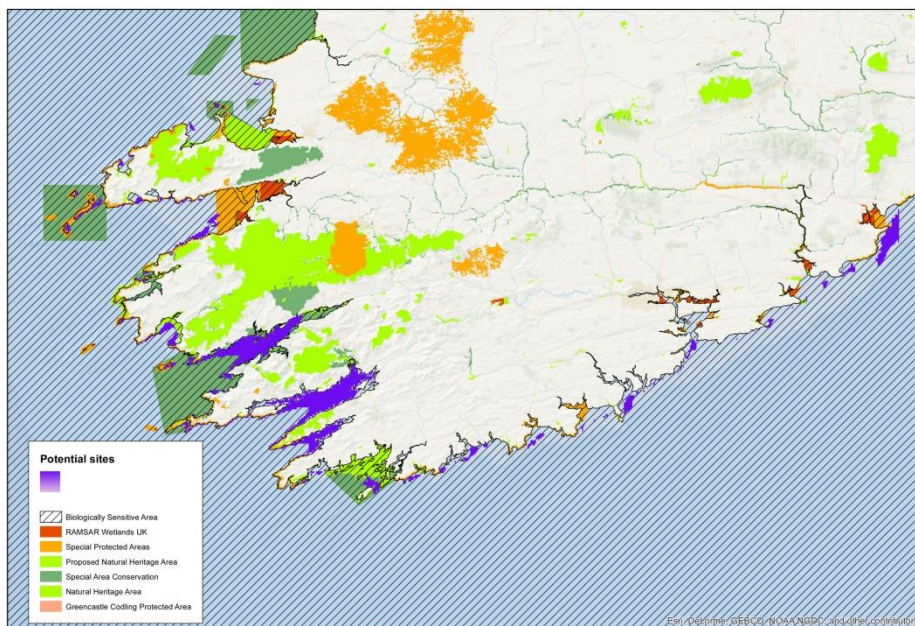 Potential sites
Biologically Sensitive Area
RAMSAR Wetlands UK
Special Protected Areas
Proposed Natural Heritage Area
Special Area Conservation
Natural Heritage Area
Greencastle Codling Protected Area
Esri, DeLorme, GEBCO, NOAA NGDC, and other contributors